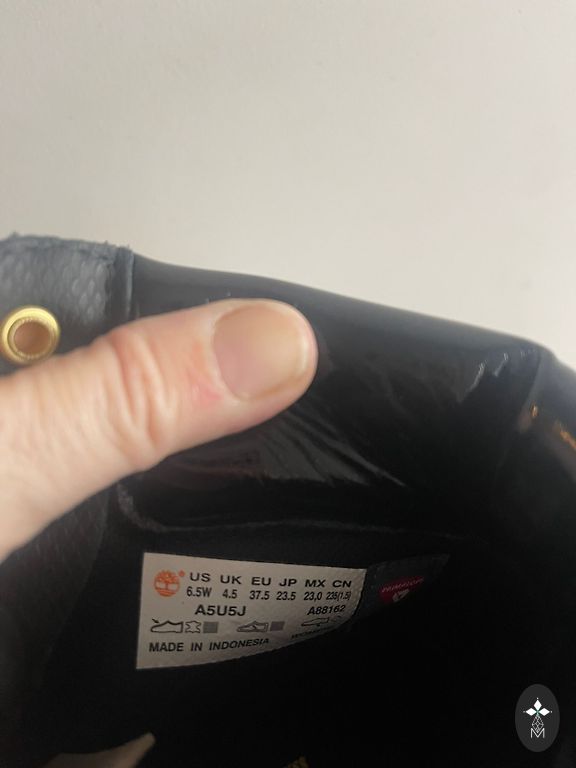 US UK EU JP MX CN
6.5W 4.5 37.5 23.5 23,0 235(1.5)
A5U5J A88162
MADE IN INDONESIA
PRIMALOFT
M